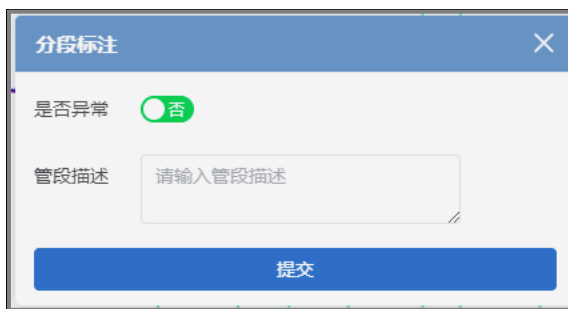 分段标注
是否异常 否
管段描述 请输入管段描述
提交